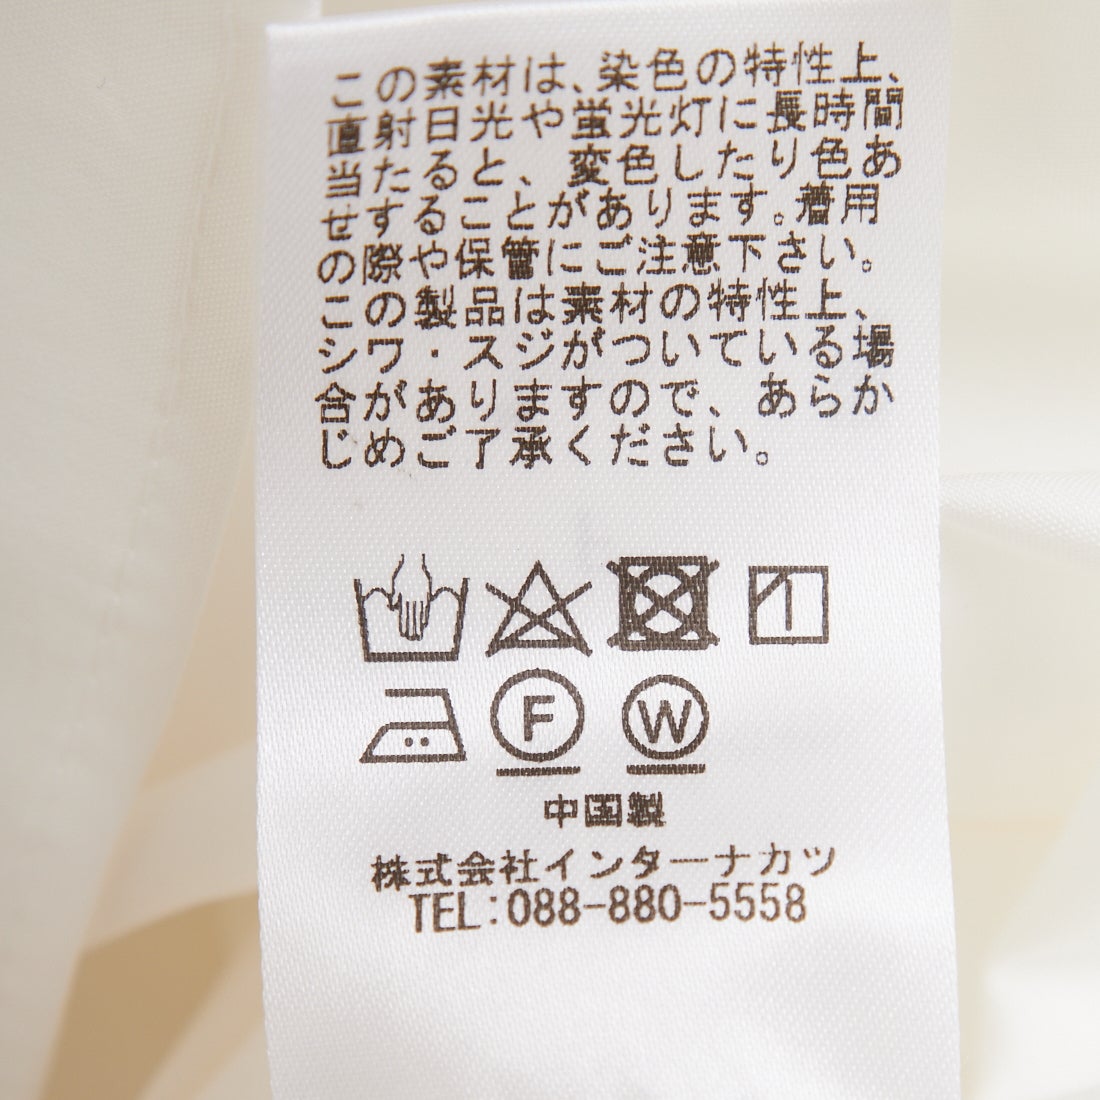 この素材は、染色の特性上、
直射日光や蛍光灯に長時間
当たると、変色したり色あ
せすることがあります。着用
の際や保管にご注意下さい。
この製品は素材の特性上、
シワ・スジがついている場
合がありますので、あらか
じめご了承ください。
F W
中国製
株式会社インターナカツ
TEL:088-880-5558